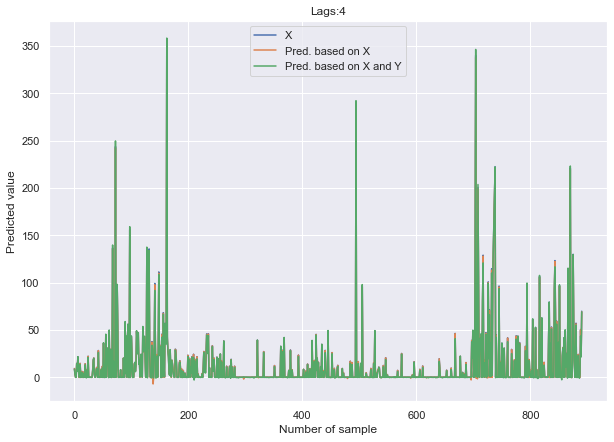 Lags:4
X
Pred. based on X
Pred. based on X and Y
Predicted value
350
300
250
200
150
100
50
0
0
200
400
600
800
Number of sample